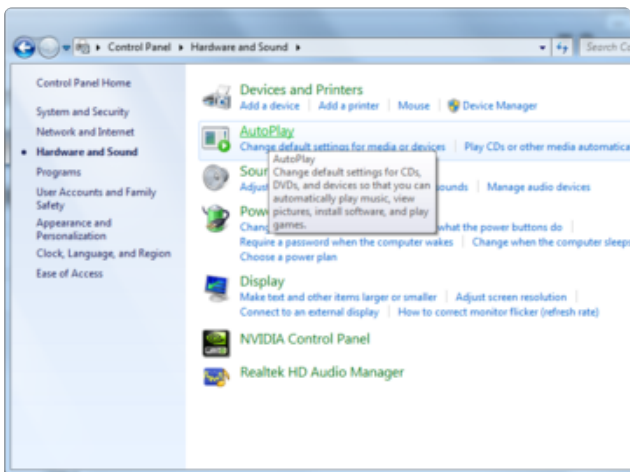 Control Panel ▸ Hardware and Sound ▸
Search Co
Control Panel Home
System and Security
Network and Internet
Hardware and Sound
Programs
User Accounts and Family
Safety
Appearance and
Personalization
Clock, Language, and Region
Ease of Access
Devices and Printers
Add a device | Add a printer | Mouse | Device Manager
AutoPlay
Change default settings for media or devices | Play CDs or other media automatica
AutoPlay
Change default settings for CDs,
DVDs, and devices so that you can
automatically play music, view
pictures, install software, and play
games.
Soun
Adjus
ounds | Manage audio devices
Pow
Chang
what the power buttons do |
Require a password when the computer wakes | Change when the computer sleeps
Choose a power plan
Display
Make text and other items larger or smaller | Adjust screen resolution |
Connect to an external display | How to correct monitor flicker (refresh rate)
NVIDIA Control Panel
Realtek HD Audio Manager